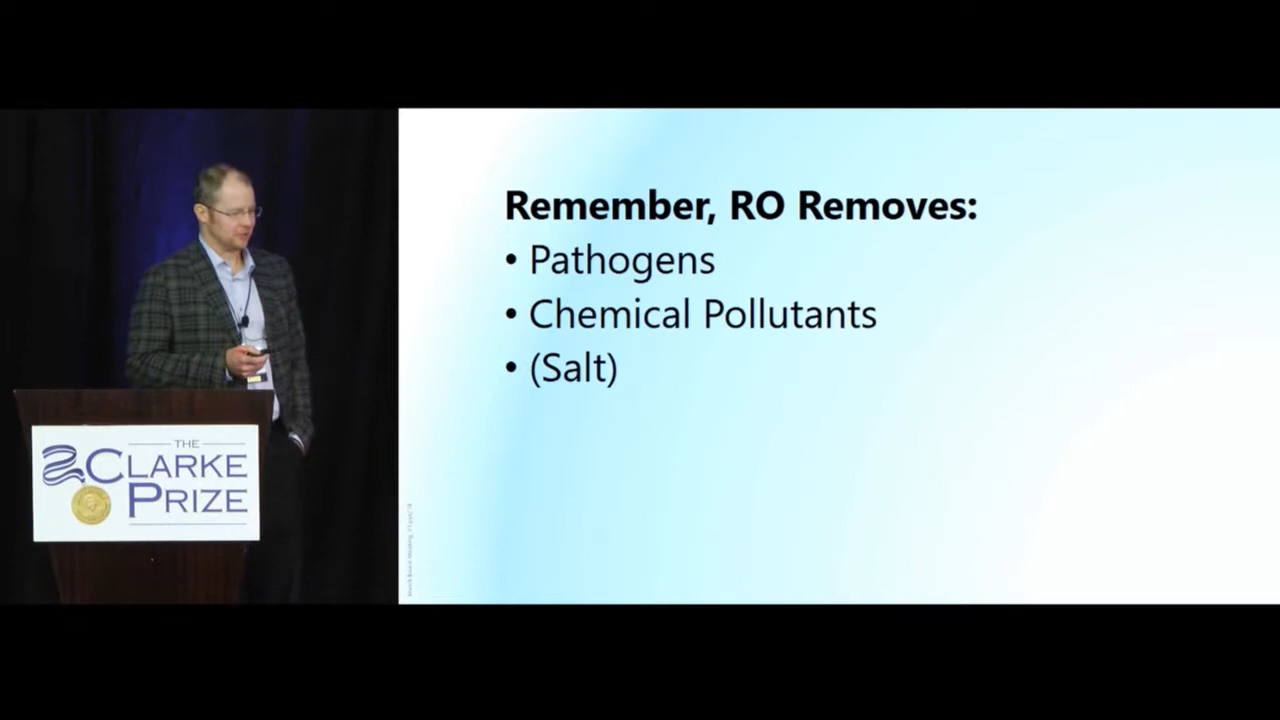 Remember, RO Removes:
• Pathogens
• Chemical Pollutants
• (Salt)
THE
CLARKE
PRIZE